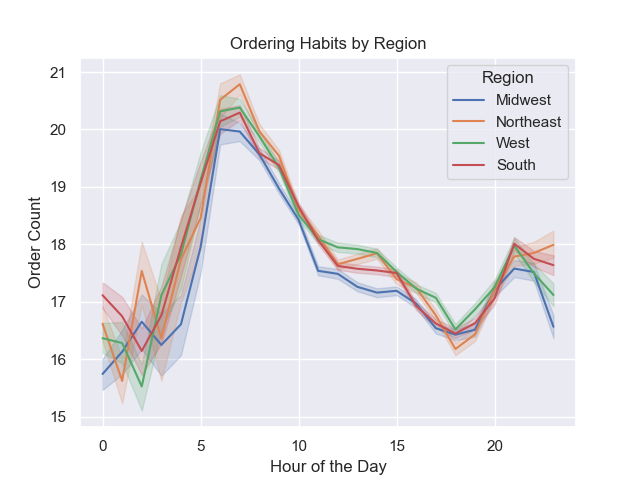 Ordering Habits by Region
Order Count
21
20
19
18
17
16
15
Region
Midwest
Northeast
West
South
0
5
10
15
20
Hour of the Day